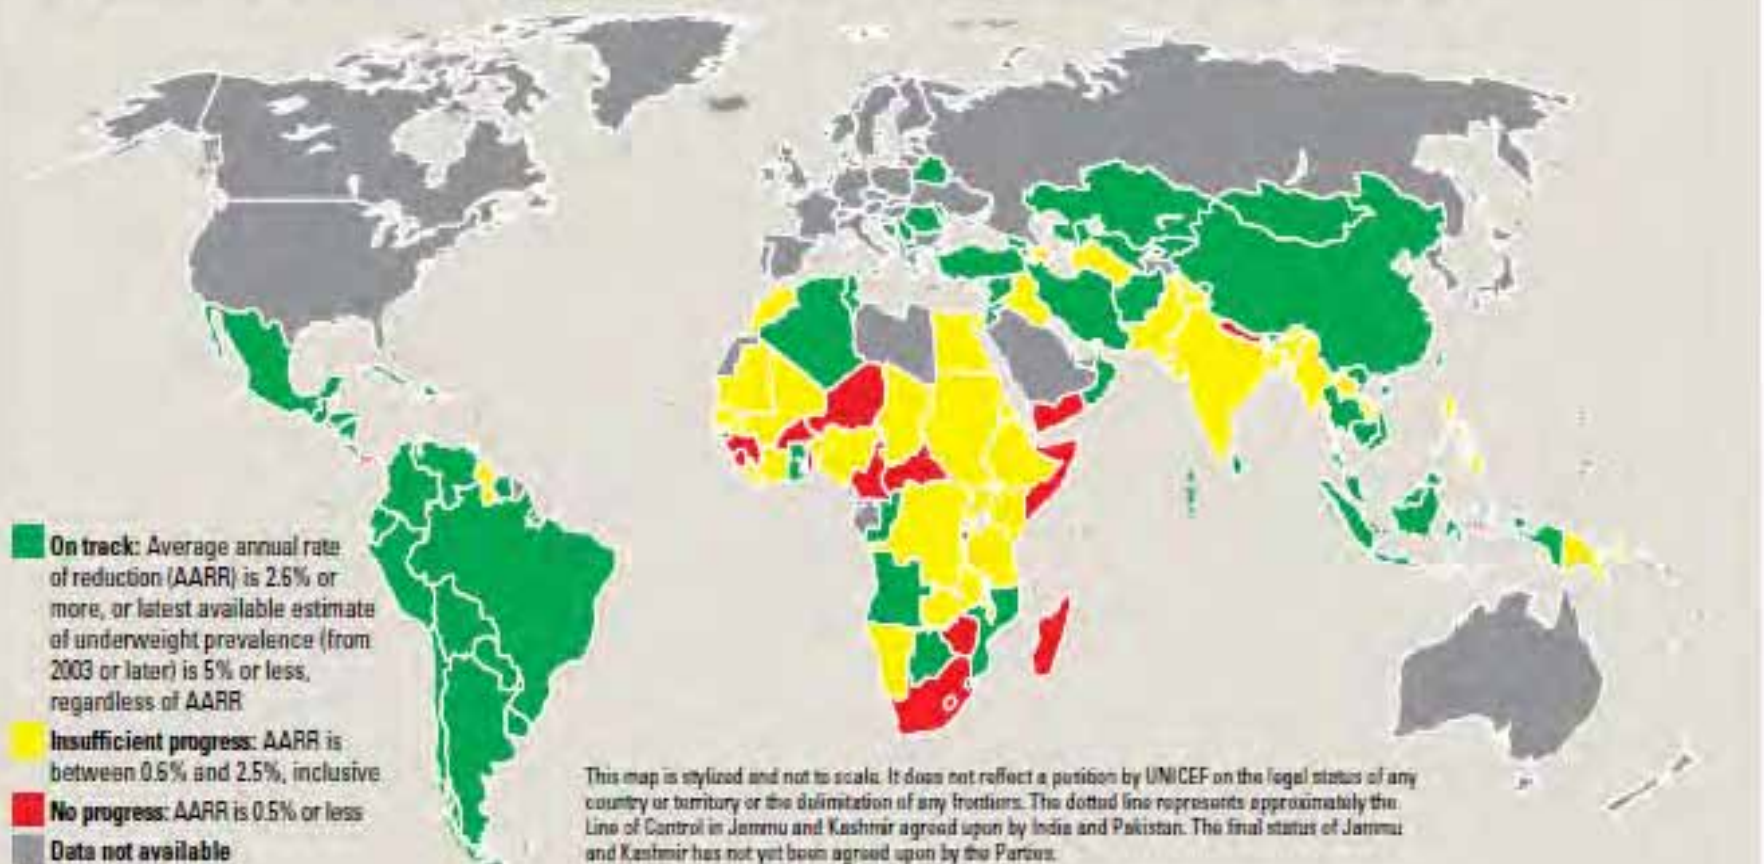 On track: Average annual rate
of reduction (AARR) is 2.6% or
more, or latest available estimate
of underweight prevalence (from
2003 or later) is 5% or less,
regardless of AARR
Insufficient progress: AARR is
between 0.6% and 2.5%, inclusive
No progress: AARR is 0.5% or less
Data not available
This map is stylized and not to scale. It does not reflect a position by UNICEF on the legal status of any
country or territory or the delimitation of any frontiers. The dotted line represents approximately the
Line of Control in Jammu and Kashmir agreed upon by India and Pakistan. The final status of Jammu
and Kashmir has not yet been agreed upon by the Parties.